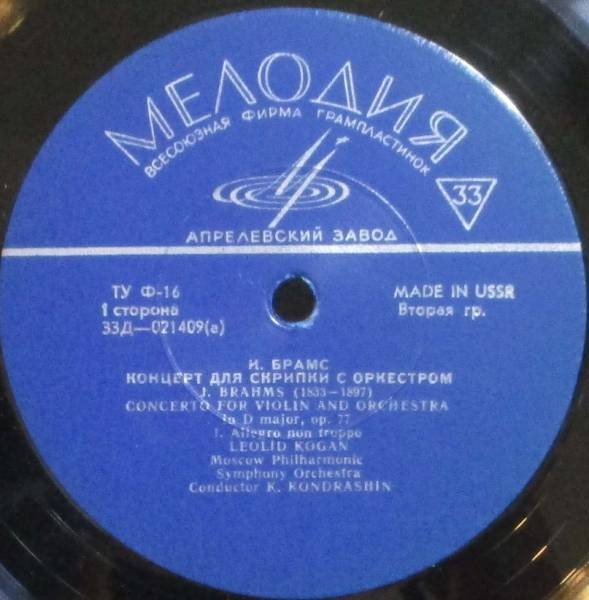 МЕЛОДИЯ
ВСЕСОЮЗНАЯ ФИРМА ГРАМПЛАСТИНОК
33
АПРЕЛЕВСКИЙ ЗАВОД
ТУ Ф-16
MADE IN USSR
1 сторона
Вторая гр.
33Д—021409(а)
И. БРАМС
КОНЦЕРТ ДЛЯ СКРИПКИ С ОРКЕСТРОМ
J. BRAHMS (1833—1897)
CONCERTO FOR VIOLIN AND ORCHESTRA
in D major, op. 77
1. Allegro non troppo
LEOLID KOGAN
Moscow Philharmonic
Symphony Orchestra
Conductor K. KONDRASHIN